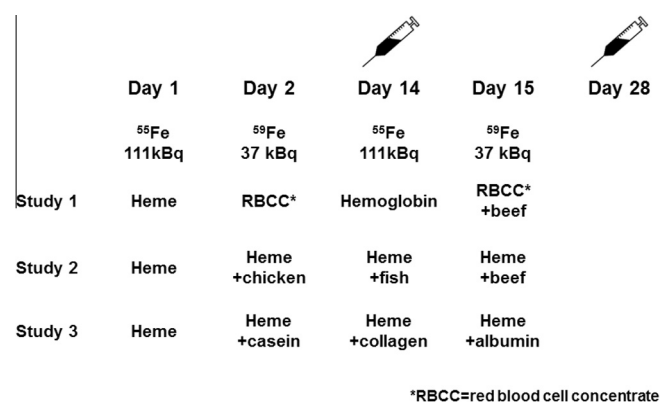 Day 1 Day 2 Day 14 Day 15 Day 28
⁵⁵Fe ⁵⁹Fe ⁵⁵Fe ⁵⁹Fe
111kBq 37 kBq 111kBq 37 kBq
Study 1 Heme RBCC* Hemoglobin RBCC*
+beef
Study 2 Heme Heme Heme Heme
+chicken +fish +beef
Study 3 Heme Heme Heme Heme
+casein +collagen +albumin
*RBCC=red blood cell concentrate